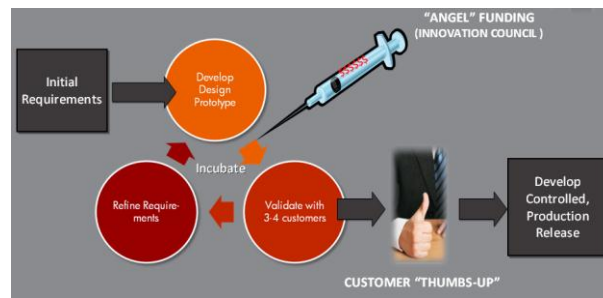 "ANGEL" FUNDING
(INNOVATION COUNCIL )
Initial
Requirements
Develop
Design
Prototype
Incubate
Refine Require-
ments
Validate with
3-4 customers
Develop
Controlled,
Production
Release
CUSTOMER "THUMBS-UP"